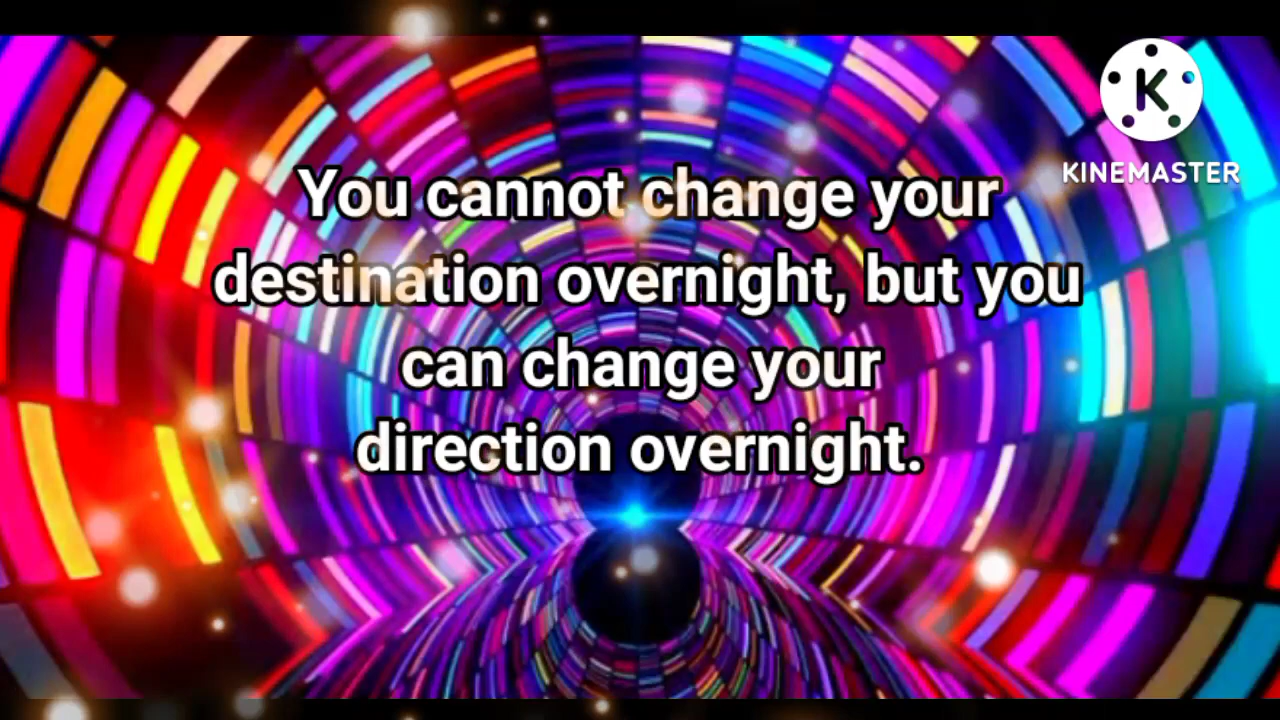 K
KINEMASTER
You cannot change your
destination overnight, but you
can change your
direction overnight.